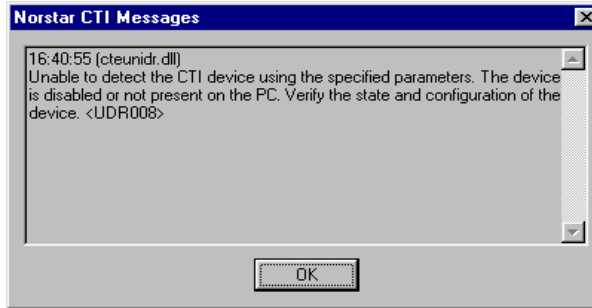 Norstar CTI Messages
16:40:55 (cteunidr.dll)
Unable to detect the CTI device using the specified parameters. The device
is disabled or not present on the PC. Verify the state and configuration of the
device. <UDR008>
OK